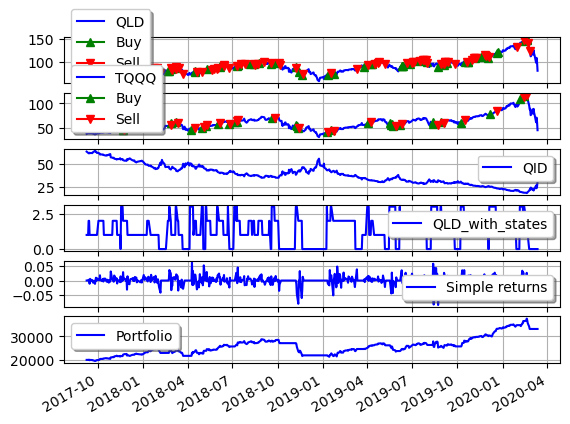 QLD
Buy
Sell
150
100
TQQQ
Buy
Sell
100
50
QID
50
25
QLD_with_states
2.5
0.0
Simple returns
0.05
0.00
−0.05
Portfolio
30000
20000
2017-10
2018-01
2018-04
2018-07
2018-10
2019-01
2019-04
2019-07
2019-10
2020-01
2020-04